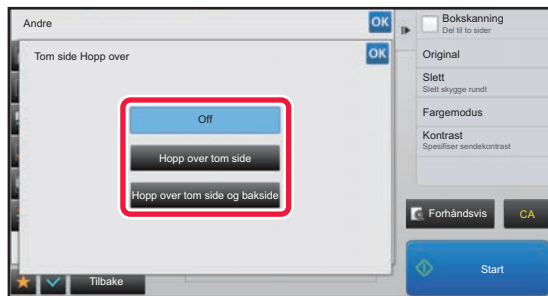 Andre
OK
Tom side Hopp over
OK
Off
Hopp over tom side
Hopp over tom side og bakside
Tilbake
Bokskanning
Del til to sider
Original
Slett
Slett skygge rundt
Fargemodus
Kontrast
Spesifiser sendekontrast
Forhåndsvis
CA
Start